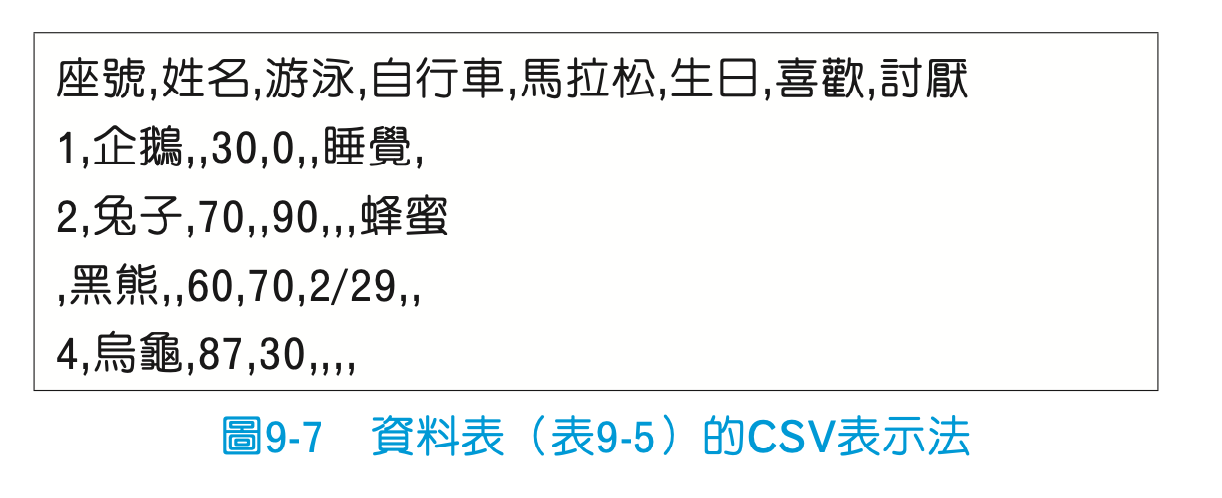 座號,姓名,游泳,自行車,馬拉松,生日,喜歡,討厭
1,企鵝,,30,0,,睡覺,
2,兔子,70,,90,,,蜂蜜
,黑熊,,60,70,2/29,,
4,烏龜,87,30,,,,
圖9-7　資料表（表9-5）的CSV表示法